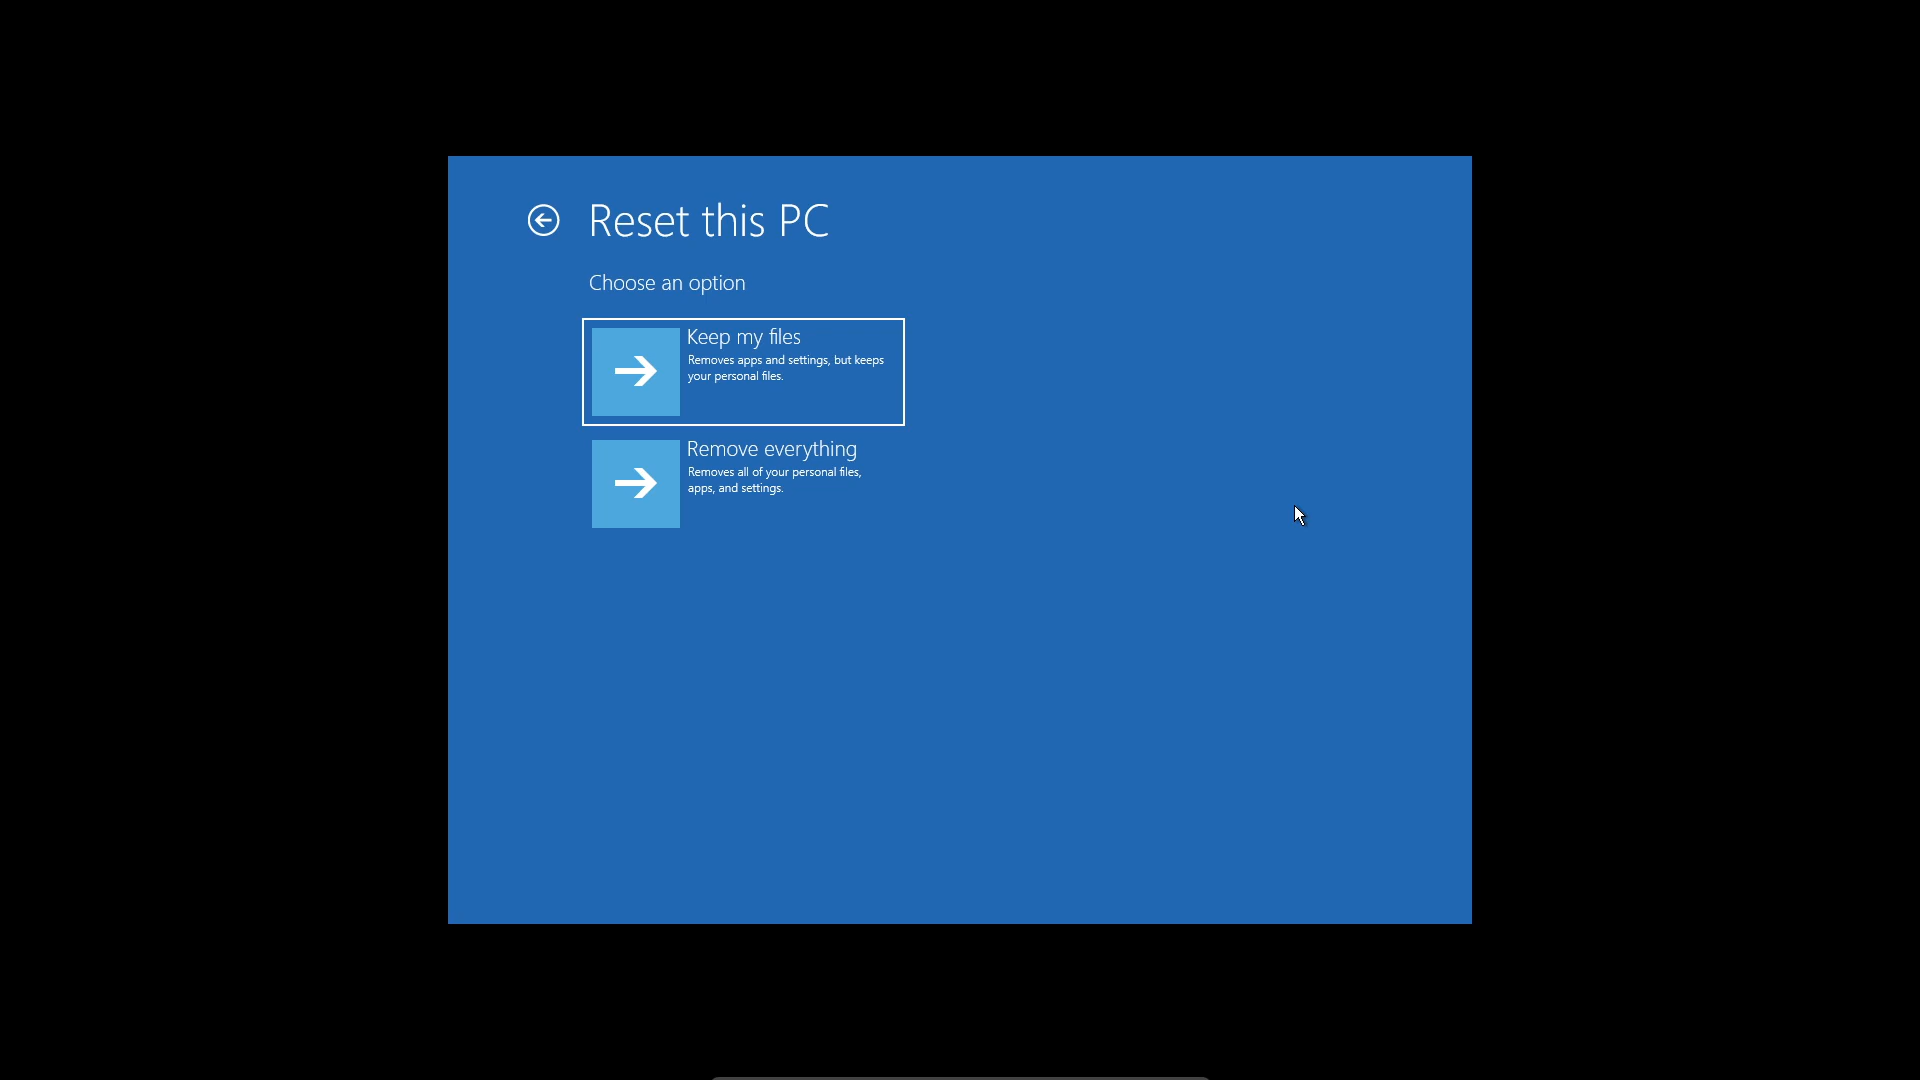 Reset this PC
Choose an option
Keep my files
Removes apps and settings, but keeps
your personal files.
Remove everything
Removes all of your personal files,
apps, and settings.